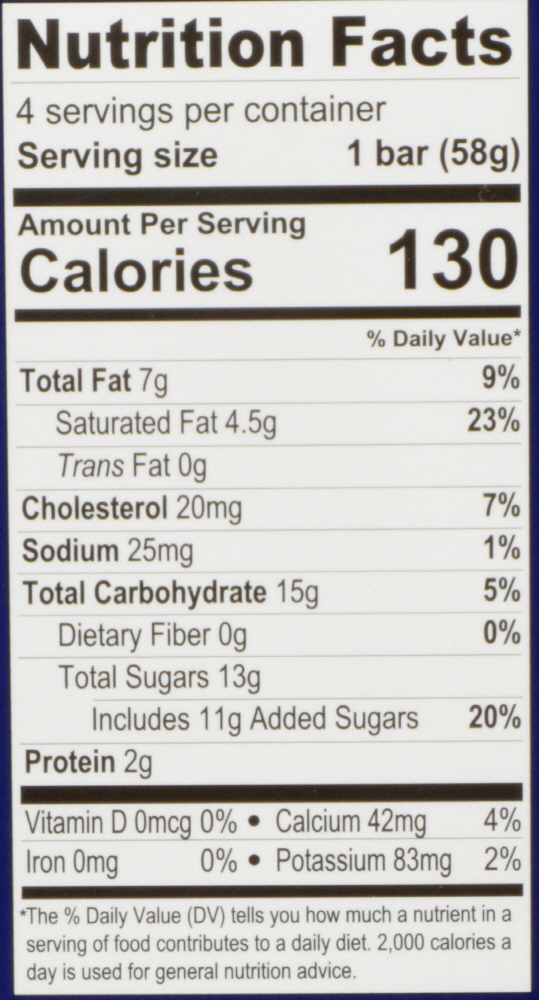 Nutrition Facts
4 servings per container
Serving size 1 bar (58g)
Amount Per Serving
Calories 130
% Daily Value*
Total Fat 7g 9%
Saturated Fat 4.5g 23%
Trans Fat 0g
Cholesterol 20mg 7%
Sodium 25mg 1%
Total Carbohydrate 15g 5%
Dietary Fiber 0g 0%
Total Sugars 13g
Includes 11g Added Sugars 20%
Protein 2g
Vitamin D 0mcg 0% • Calcium 42mg 4%
Iron 0mg 0% • Potassium 83mg 2%
*The % Daily Value (DV) tells you how much a nutrient in a
serving of food contributes to a daily diet. 2,000 calories a
day is used for general nutrition advice.